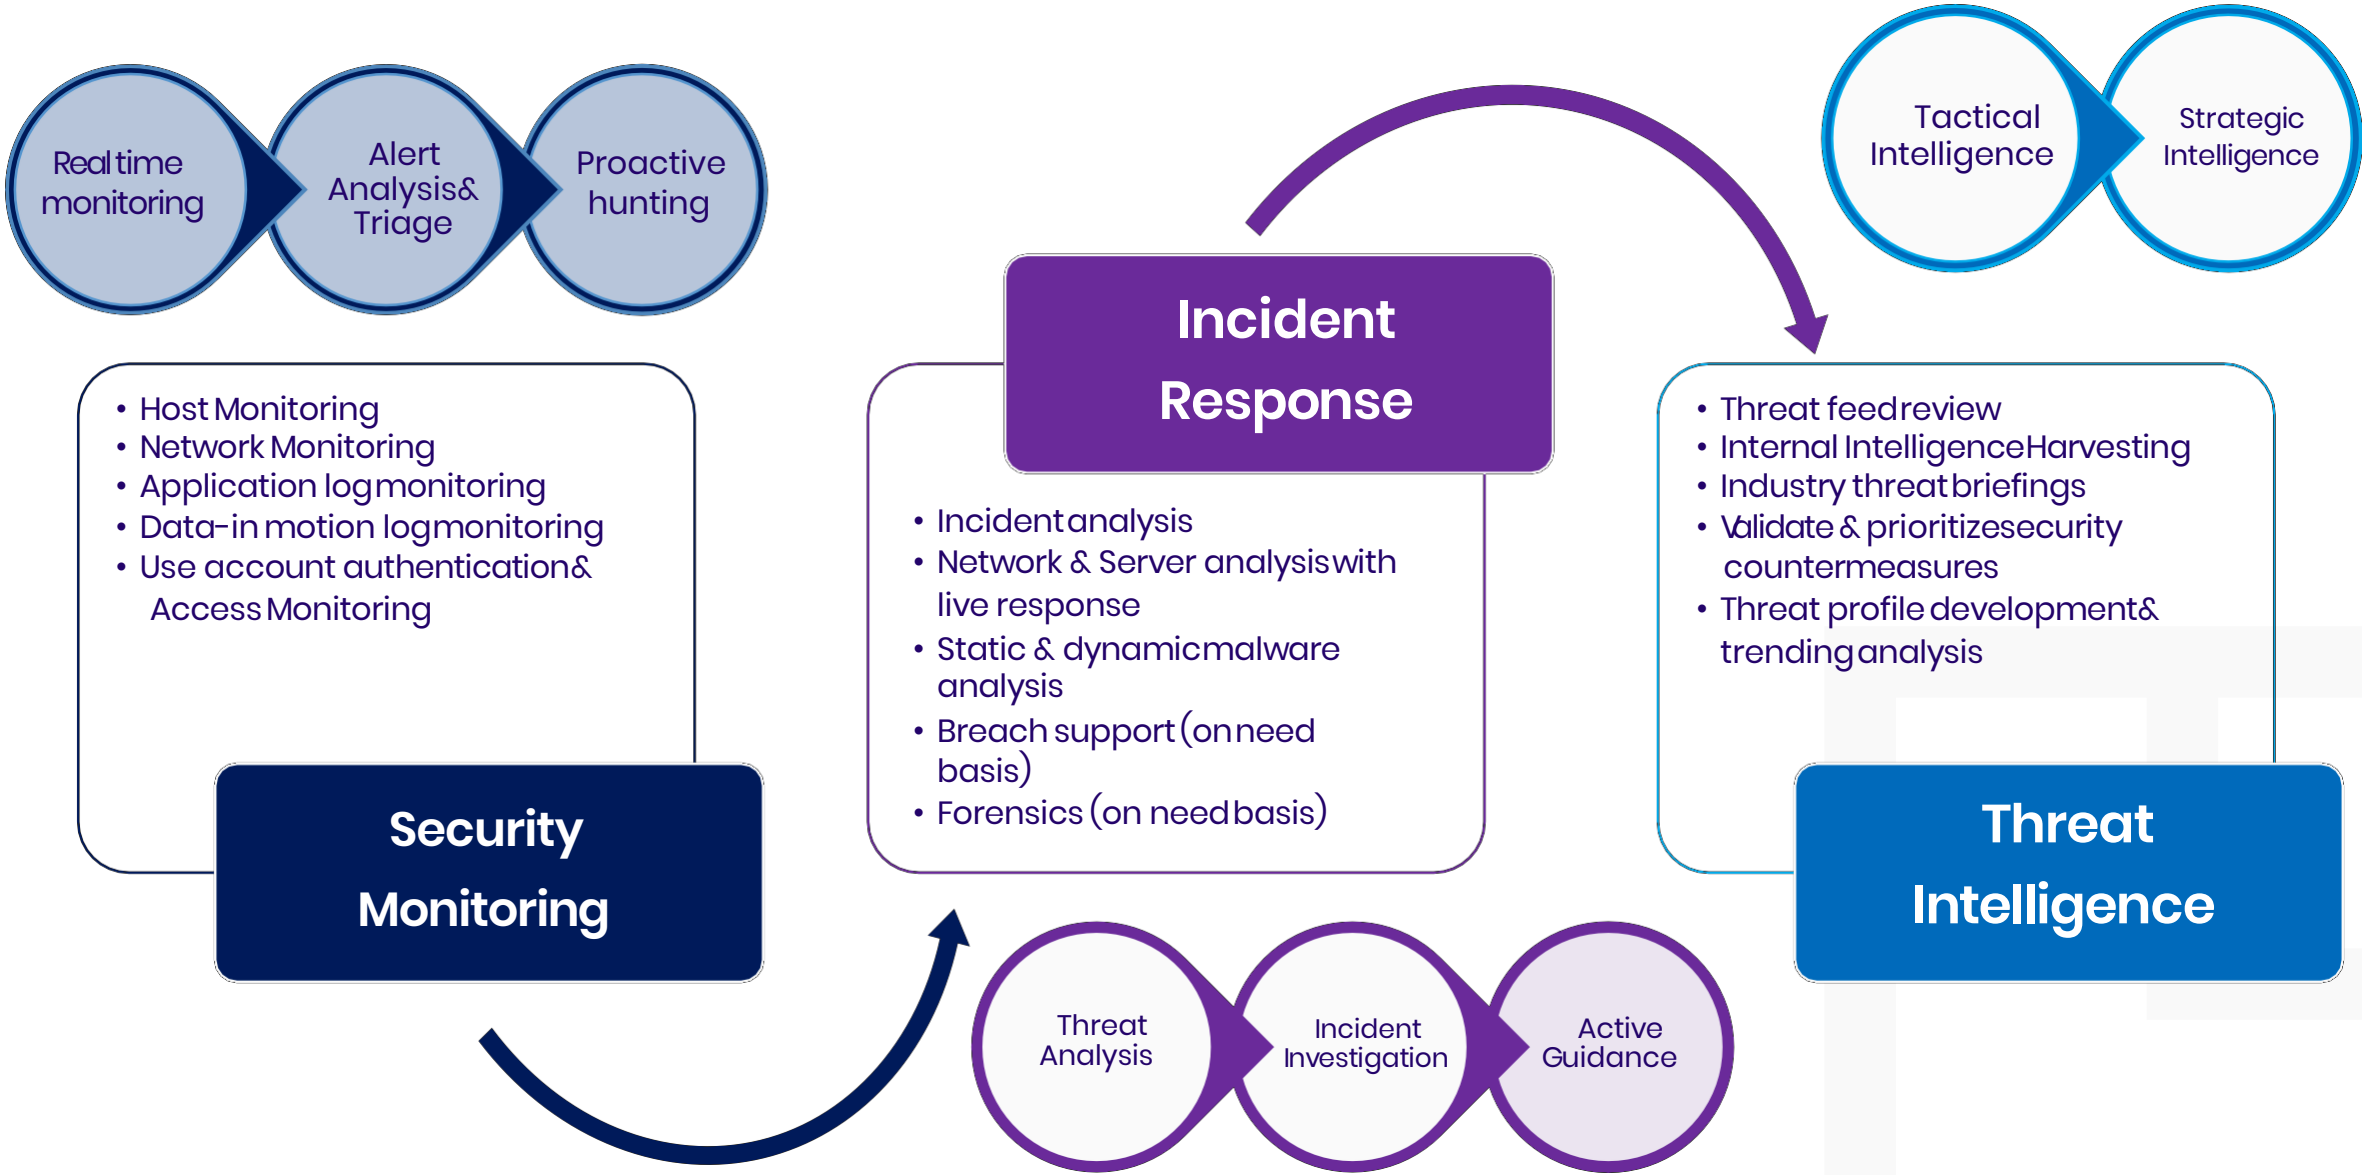 Real time
monitoring
Alert
Analysis&
Triage
Proactive
hunting
• Host Monitoring
• Network Monitoring
• Application log monitoring
• Data-in motion log monitoring
• Use account authentication &
Access Monitoring
Security
Monitoring
Incident
Response
• Incident analysis
• Network & Server analysis with
live response
• Static & dynamic malware
analysis
• Breach support (on need
basis)
• Forensics (on need basis)
Threat
Analysis
Incident
Investigation
Active
Guidance
Tactical
Intelligence
Strategic
Intelligence
• Threat feed review
• Internal Intelligence Harvesting
• Industry threat briefings
• Validate & prioritize security
countermeasures
• Threat profile development &
trending analysis
Threat
Intelligence